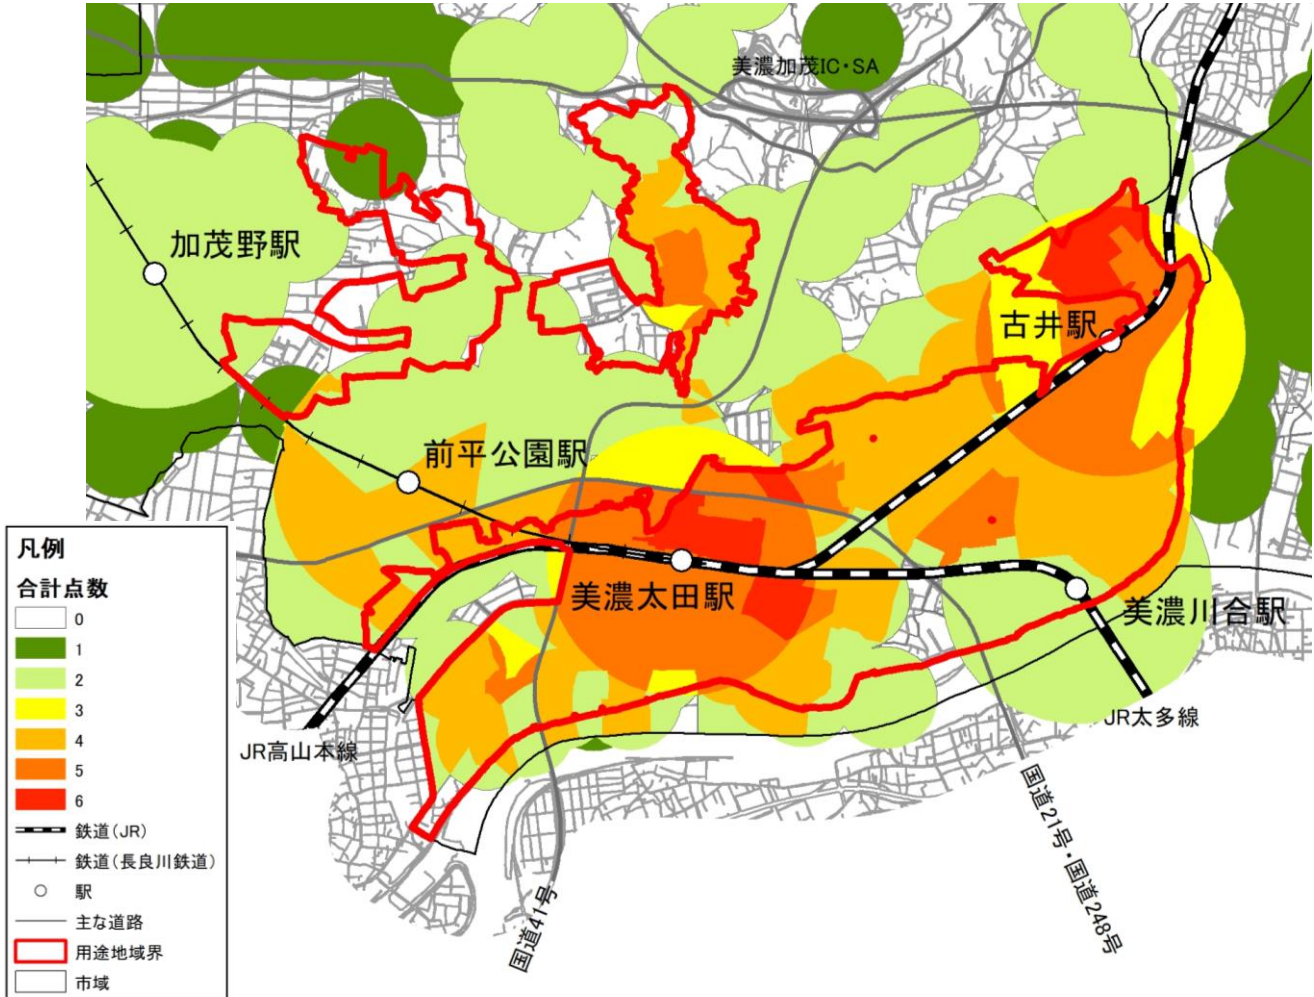 美濃加茂IC・SA
加茂野駅
古井駅
前平公園駅
美濃太田駅
美濃川合駅
JR高山本線
JR太多線
国道41号
国道21号・国道248号
凡例
合計点数
0
1
2
3
4
5
6
鉄道(JR)
鉄道(長良川鉄道)
駅
主な道路
用途地域界
市域